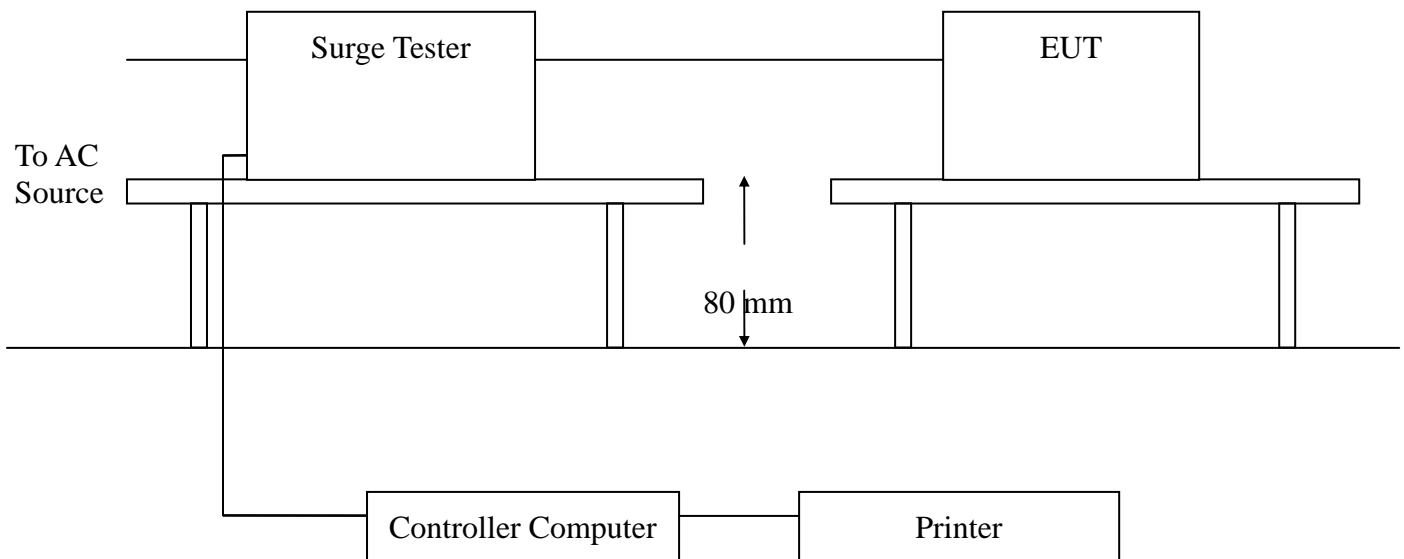 Surge Tester
EUT
To AC
Source
80 mm
Controller Computer
Printer